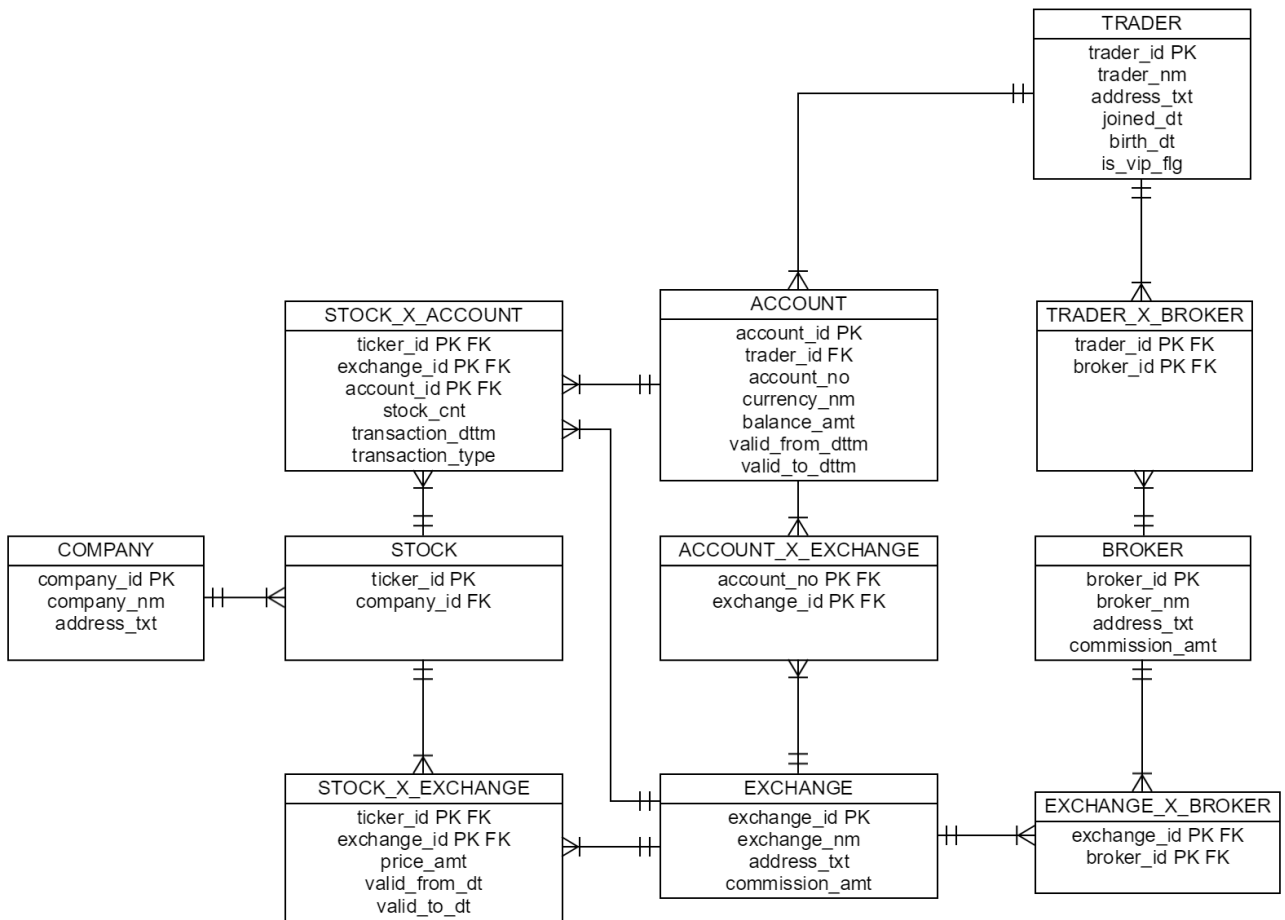 TRADER
trader_id PK
trader_nm
address_txt
joined_dt
birth_dt
is_vip_flg
STOCK_X_ACCOUNT
ticker_id PK FK
exchange_id PK FK
account_id PK FK
stock_cnt
transaction_dttm
transaction_type
ACCOUNT
account_id PK
trader_id FK
account_no
currency_nm
balance_amt
valid_from_dttm
valid_to_dttm
TRADER_X_BROKER
trader_id PK FK
broker_id PK FK
COMPANY
company_id PK
company_nm
address_txt
STOCK
ticker_id PK
company_id FK
ACCOUNT_X_EXCHANGE
account_no PK FK
exchange_id PK FK
BROKER
broker_id PK
broker_nm
address_txt
commission_amt
STOCK_X_EXCHANGE
ticker_id PK FK
exchange_id PK FK
price_amt
valid_from_dt
valid_to_dt
EXCHANGE
exchange_id PK
exchange_nm
address_txt
commission_amt
EXCHANGE_X_BROKER
exchange_id PK FK
broker_id PK FK